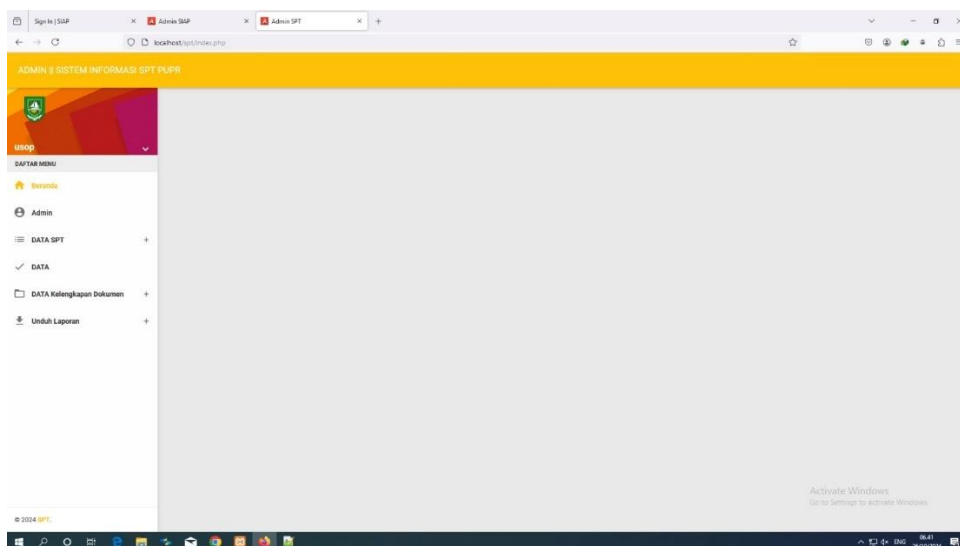 Sign In | SIAP
Admin SIAP
Admin SPT
localhost/spt/index.php
ADMIN || SISTEM INFORMASI SPT PUPR
usop
DAFTAR MENU
Beranda
Admin
DATA SPT
DATA
DATA Kelengkapan Dokumen
Unduh Laporan
Activate Windows
Go to Settings to activate Windows.
© 2024 SPT.
ENG
06.41